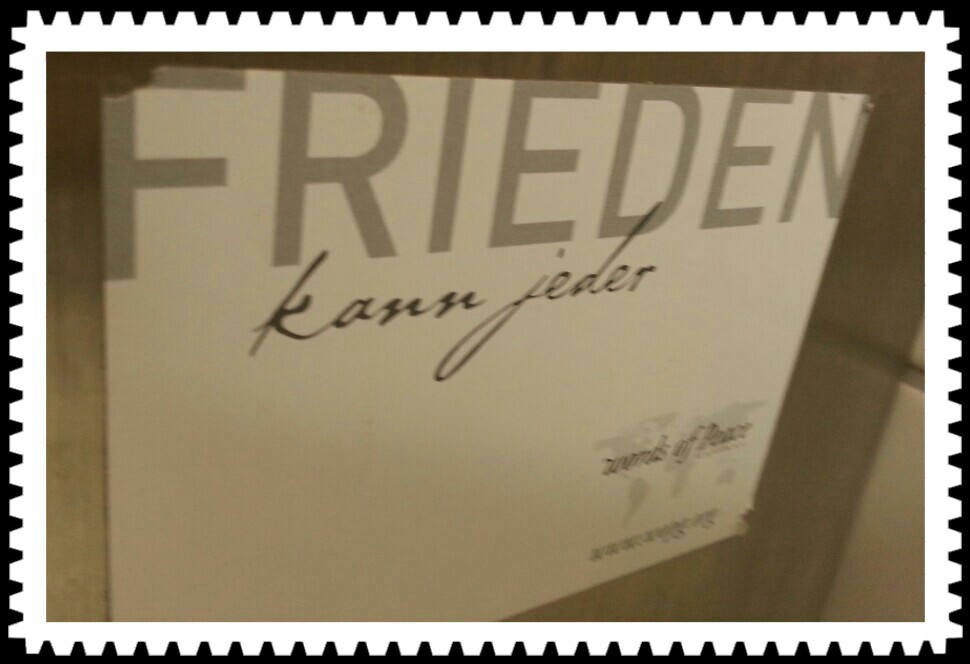 FRIEDEN
kann jeder
words of Peace